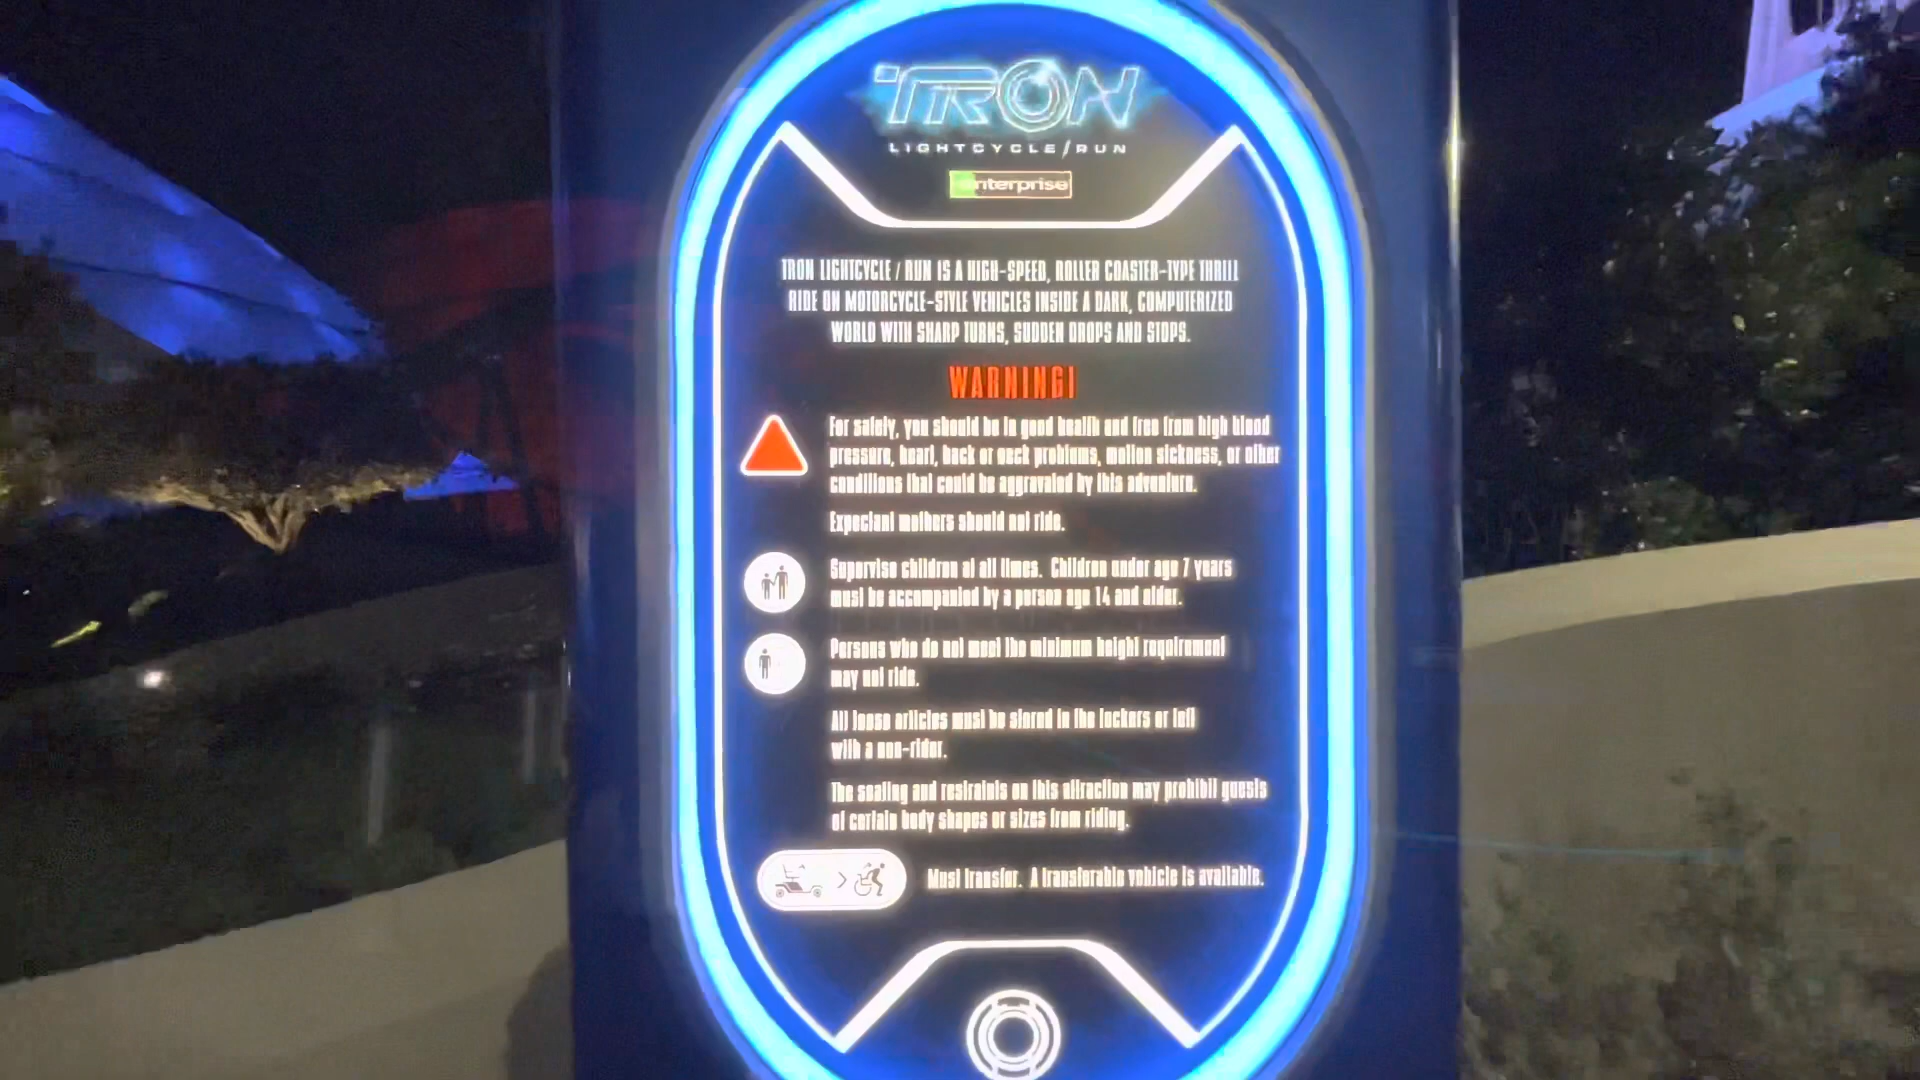 TRON
LIGHTCYCLE/RUN
enterprise
TRON LIGHTCYCLE / RUN IS A HIGH-SPEED, ROLLER COASTER-TYPE THRILL
RIDE ON MOTORCYCLE-STYLE VEHICLES INSIDE A DARK, COMPUTERIZED
WORLD WITH SHARP TURNS, SUDDEN DROPS AND STOPS.
WARNING!
For safety, you should be in good health and free from high blood
pressure, heart, back or neck problems, motion sickness, or other
conditions that could be aggravated by this adventure.
Expectant mothers should not ride.
Supervise children at all times. Children under age 7 years
must be accompanied by a person age 14 and older.
Persons who do not meet the minimum height requirement
may not ride.
All loose articles must be stored in the lockers or left
with a non-rider.
The seating and restraints on this attraction may prohibit guests
of certain body shapes or sizes from riding.
Must transfer. A transferable vehicle is available.